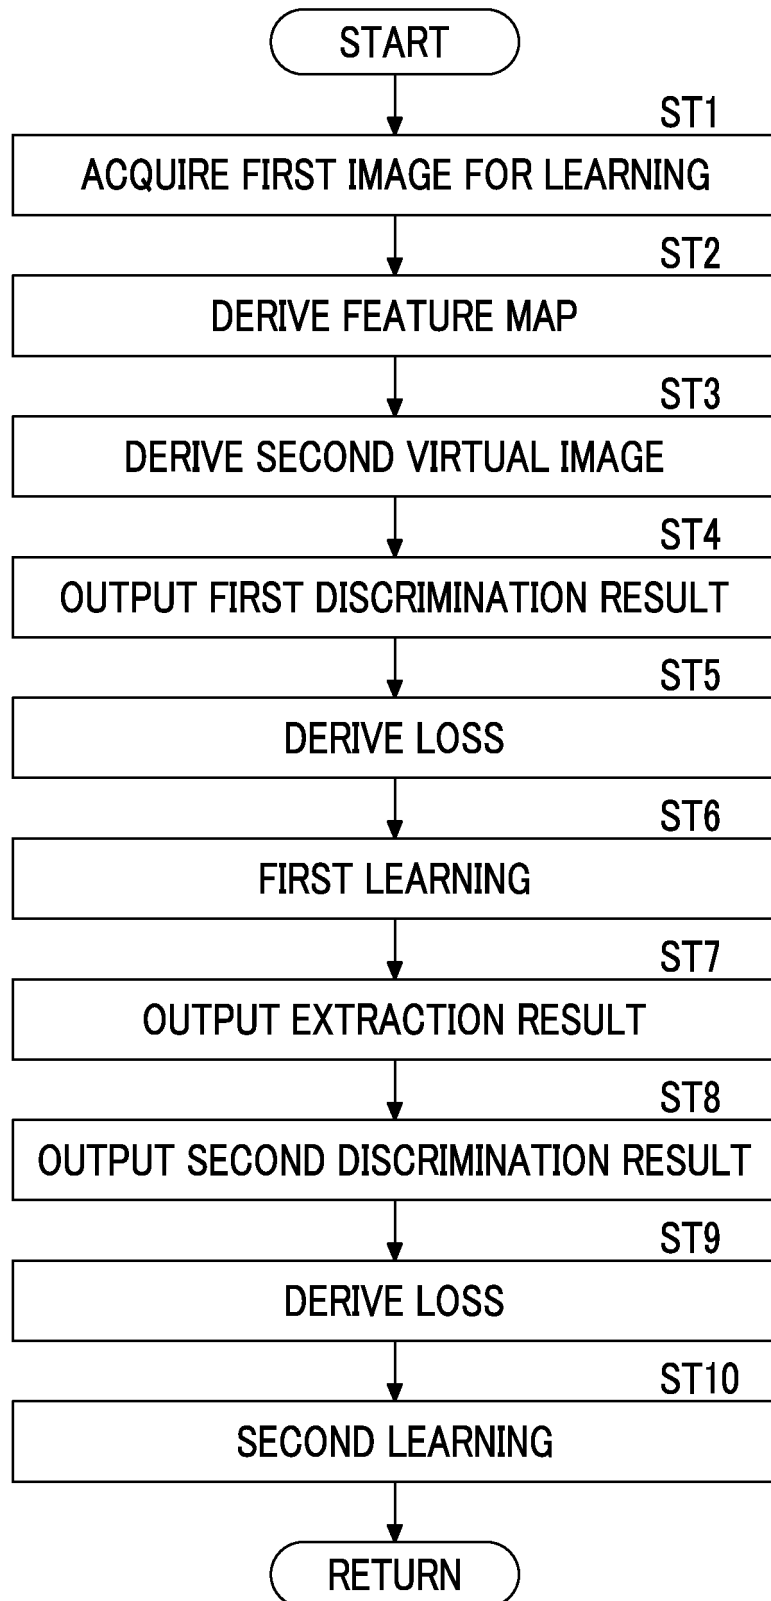 START
ST1
ACQUIRE FIRST IMAGE FOR LEARNING
ST2
DERIVE FEATURE MAP
ST3
DERIVE SECOND VIRTUAL IMAGE
ST4
OUTPUT FIRST DISCRIMINATION RESULT
ST5
DERIVE LOSS
ST6
FIRST LEARNING
ST7
OUTPUT EXTRACTION RESULT
ST8
OUTPUT SECOND DISCRIMINATION RESULT
ST9
DERIVE LOSS
ST10
SECOND LEARNING
RETURN